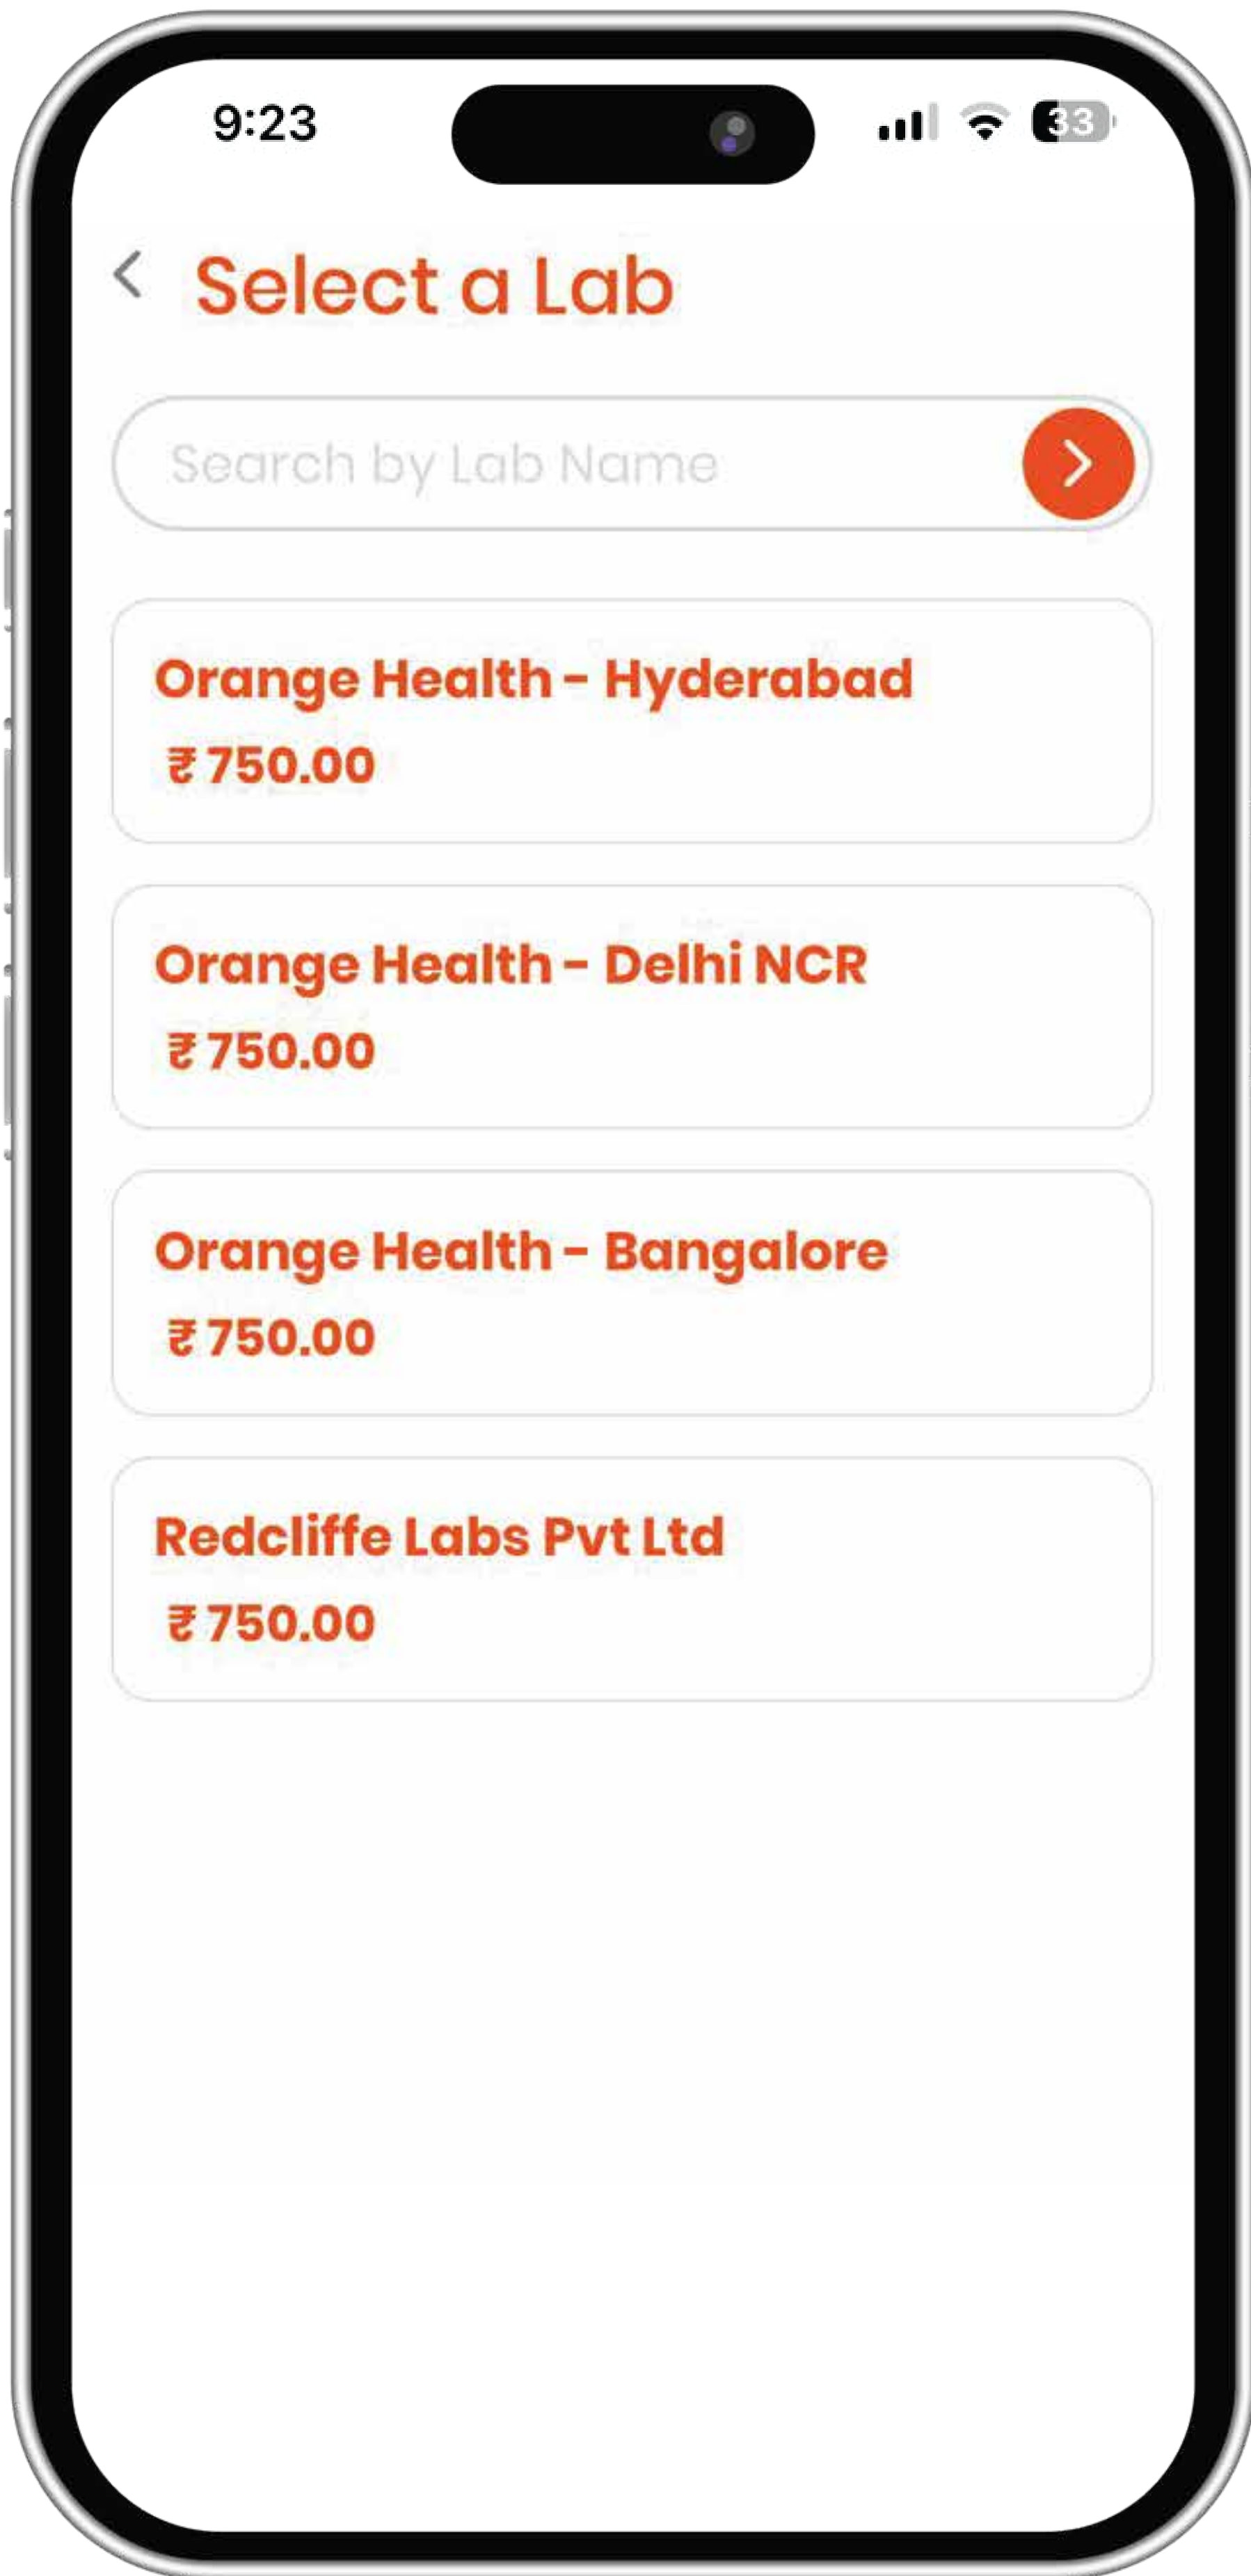 9:23
33
Select a Lab
Search by Lab Name
Orange Health - Hyderabad
₹ 750.00
Orange Health - Delhi NCR
₹ 750.00
Orange Health - Bangalore
₹ 750.00
Redcliffe Labs Pvt Ltd
₹ 750.00